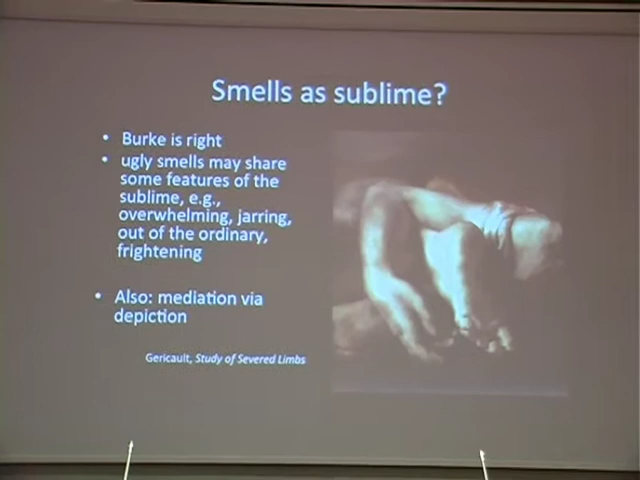 Smells as sublime?
• Burke is right
• ugly smells may share
some features of the
sublime, e.g.,
overwhelming, jarring,
out of the ordinary,
frightening
• Also: mediation via
depiction
Gericault, Study of Severed Limbs